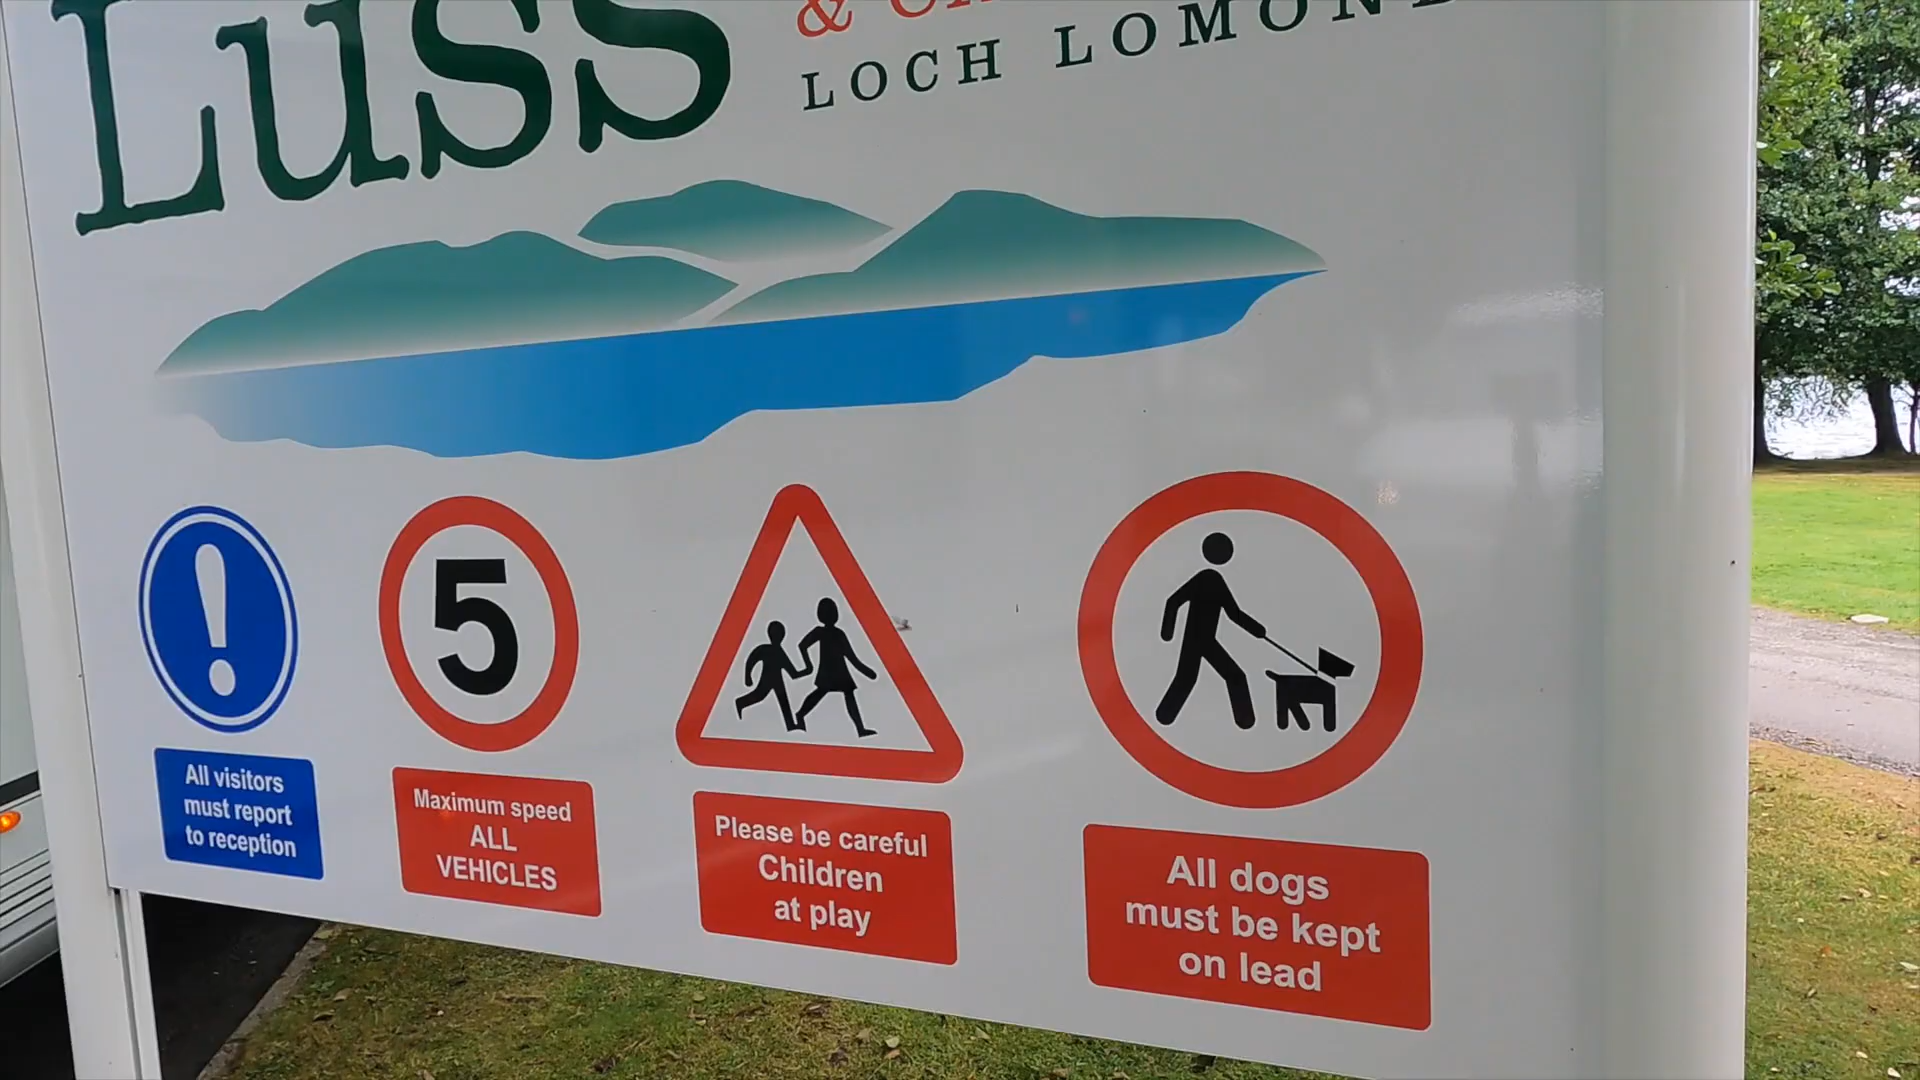 Luss
&
LOCH LOMOND
5
All visitors
must report
to reception
Maximum speed
ALL
VEHICLES
Please be careful
Children
at play
All dogs
must be kept
on lead